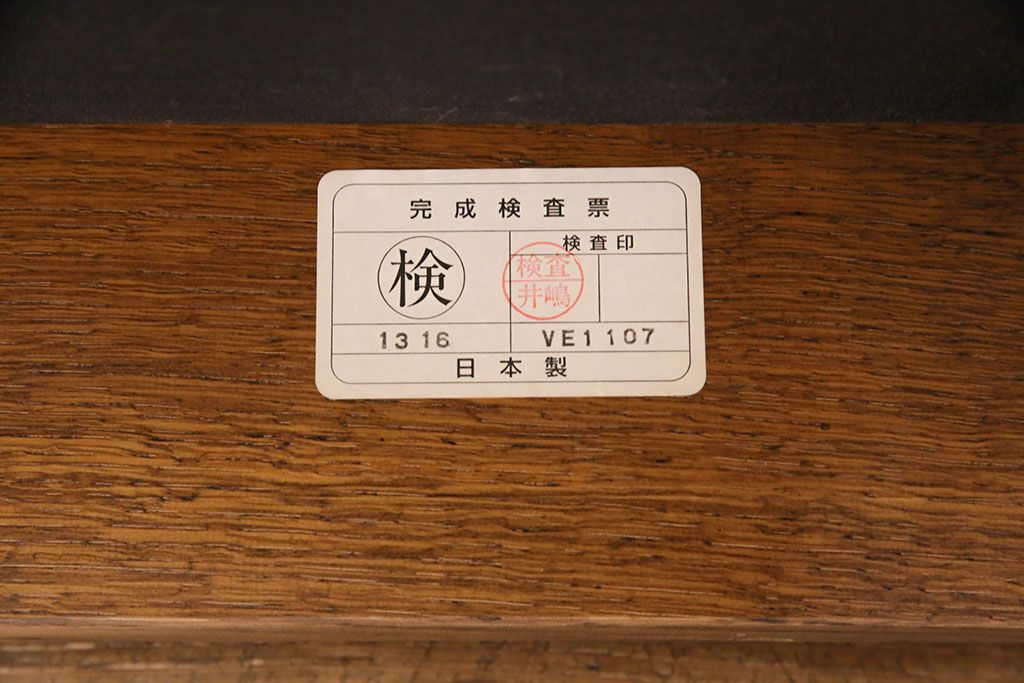 完成検査票
検査印
検
検査
井嶋
1316 VE1107
日本製